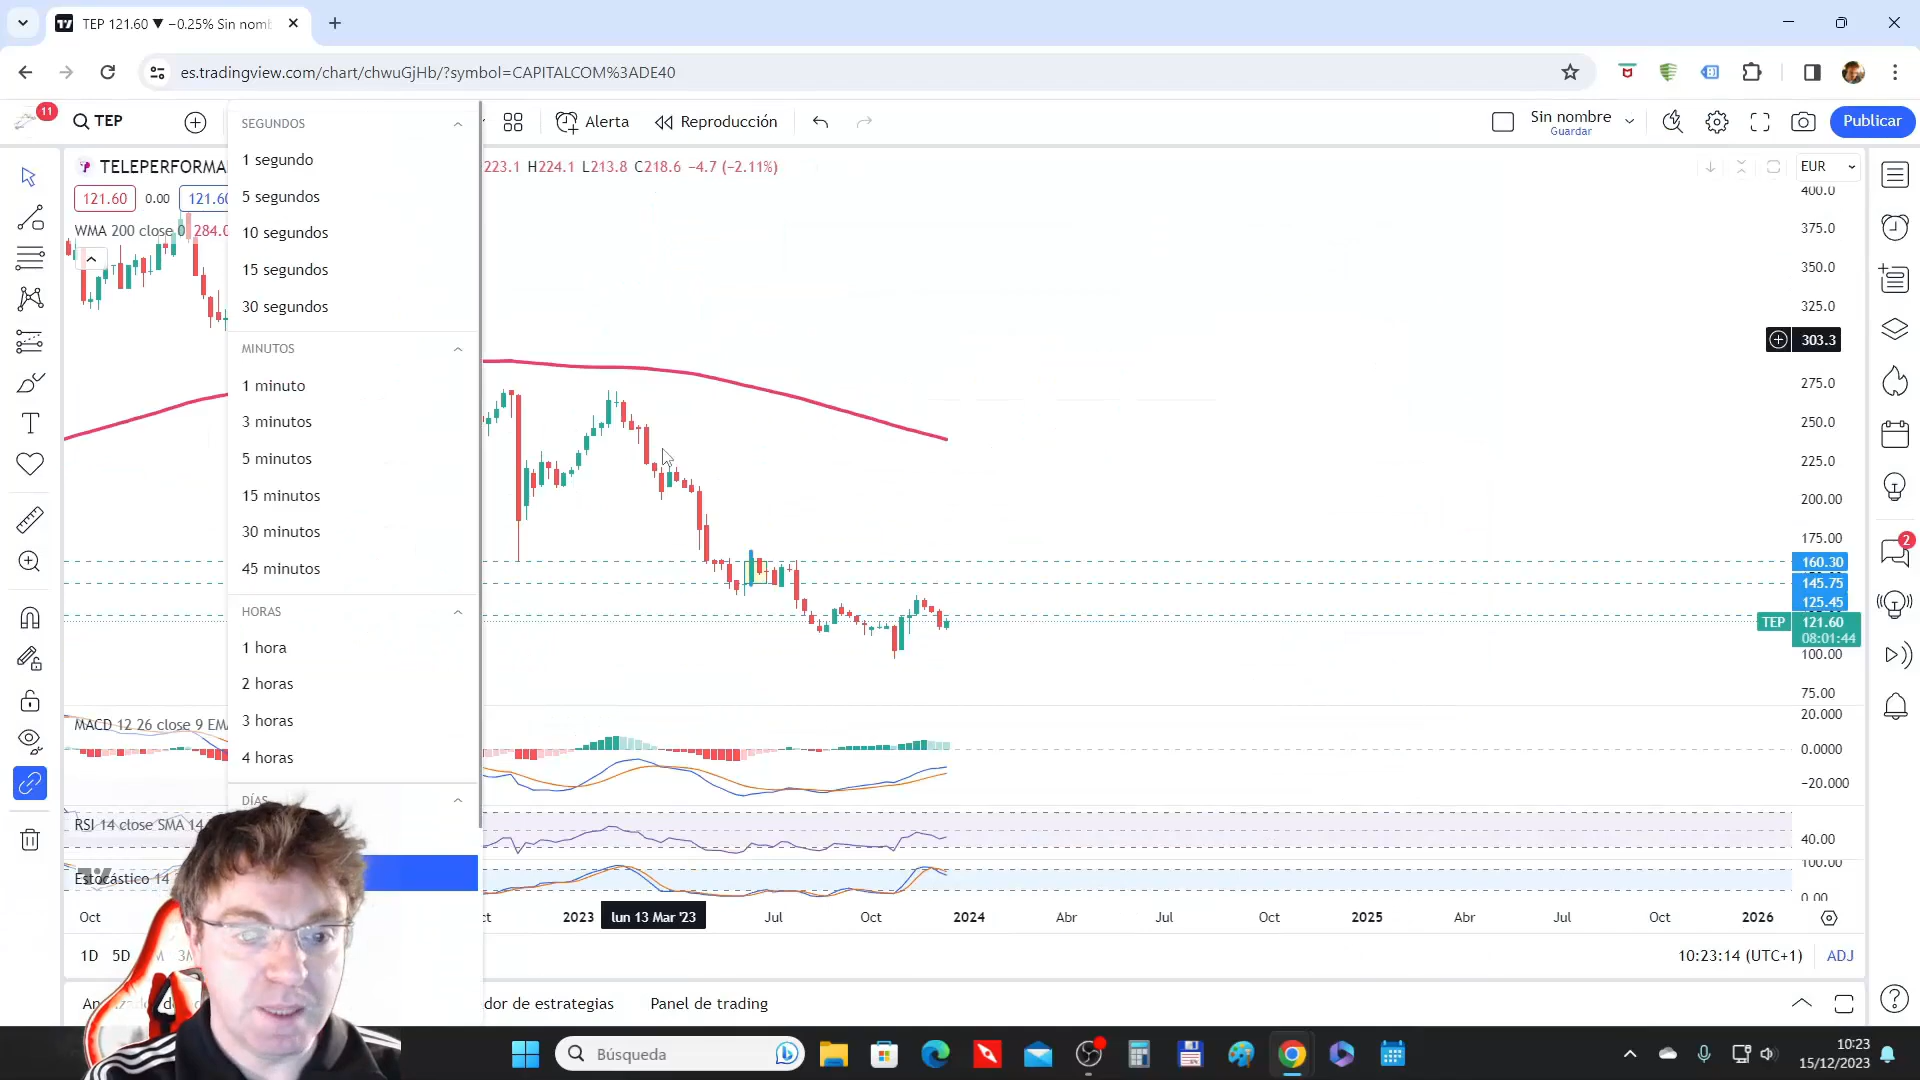 TEP 121.60 ▼ −0.25% Sin nomb
es.tradingview.com/chart/chwuGjHb/?symbol=CAPITALCOM%3ADE40
11
TEP
Alerta
Reproducción
Sin nombre
Guardar
Publicar
TELEPERFORMA
223.1 H224.1 L213.8 C218.6 −4.7 (−2.11%)
EUR
121.60
0.00
121.60
WMA 200 close 0 284.0
SEGUNDOS
1 segundo
5 segundos
10 segundos
15 segundos
30 segundos
MINUTOS
1 minuto
3 minutos
5 minutos
15 minutos
30 minutos
45 minutos
HORAS
1 hora
2 horas
3 horas
4 horas
DÍAS
400.0
375.0
350.0
325.0
303.3
275.0
250.0
225.0
200.00
175.00
160.30
145.75
125.45
TEP 121.60
08:01:44
100.00
75.00
2
MACD 12 26 close 9 EMA
20.000
0.0000
−20.000
RSI 14 close SMA 14
40.00
Estocástico 14
100.00
0.00
Oct
2023
lun 13 Mar '23
Jul
Oct
2024
Abr
Jul
Oct
2025
Abr
Jul
Oct
2026
1D
5D
10:23:14 (UTC+1)
ADJ
dor de estrategias
Panel de trading
Búsqueda
10:23
15/12/2023